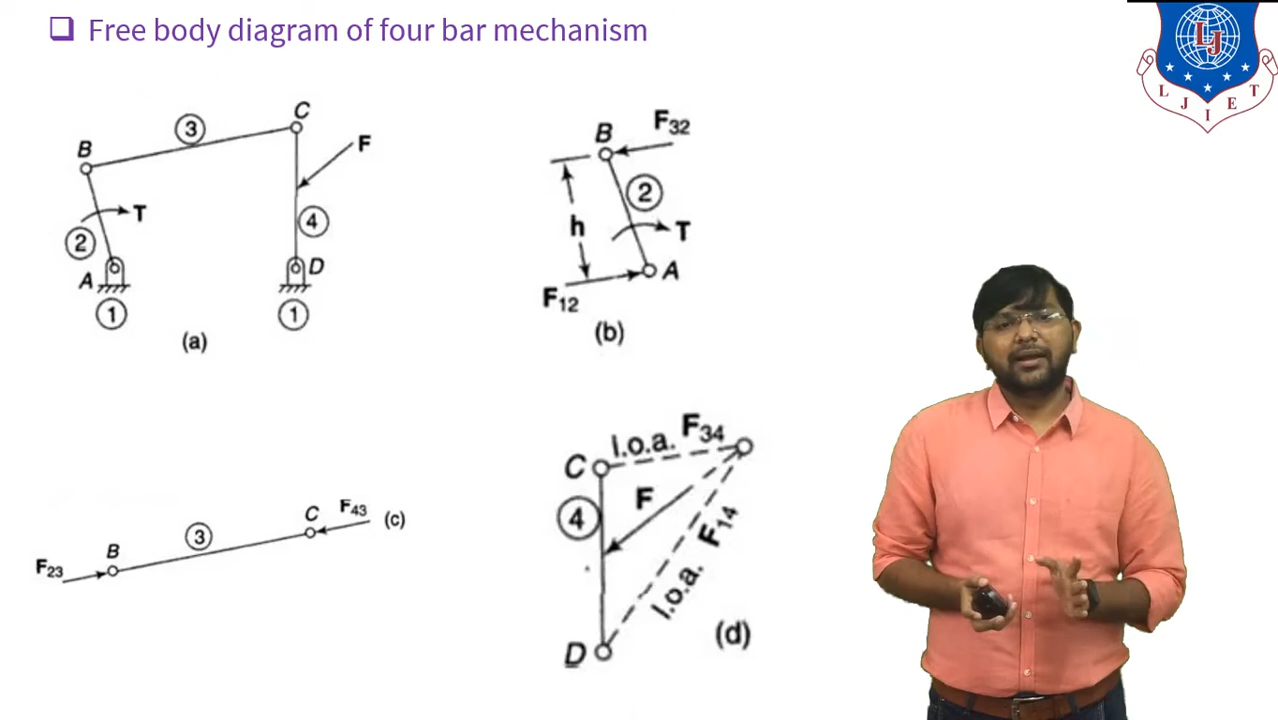 ❑ Free body diagram of four bar mechanism
L J I E T
LJ
C
3
B
F
T
4
2
A
D
1
1
(a)
B
F32
2
h
T
A
F12
(b)
F43
C
(c)
3
B
F23
l.o.a. F34
C
F
4
l.o.a. F14
(d)
D